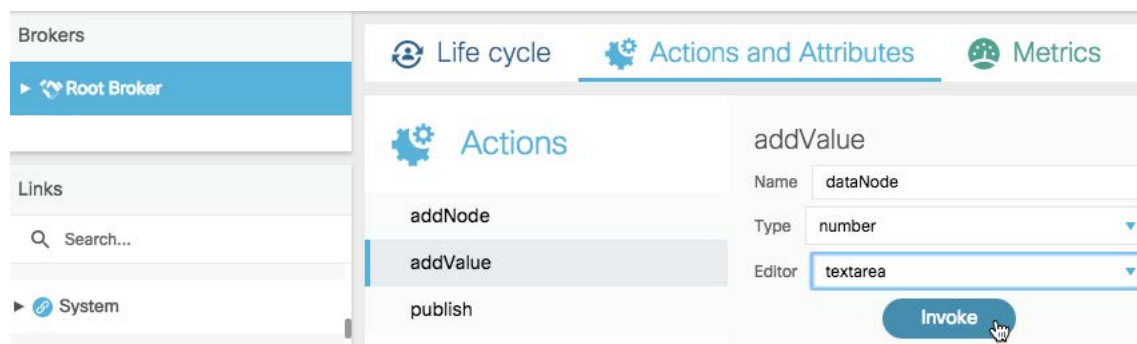 Brokers
Root Broker
Links
Search...
System
Life cycle
Actions and Attributes
Metrics
Actions
addNode
addValue
publish
addValue
Name dataNode
Type number
Editor textarea
Invoke